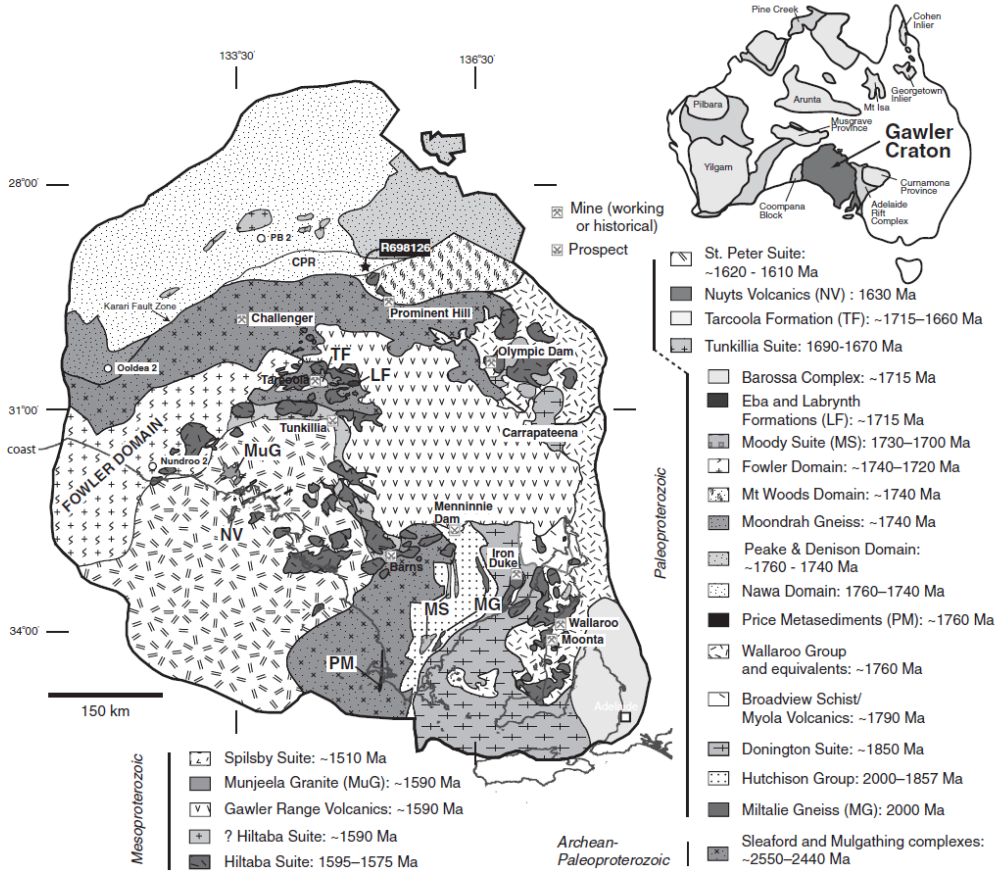 133°30'
136°30'
28°00'
31°00'
34°00'
coast
PB 2
CPR
R698126
Karari Fault Zone
Challenger
Prominent Hill
Ooldea 2
TF
LF
Tarcoola
Olympic Dam
Tunkillia
Carrapateena
FOWLER DOMAIN
MuG
Nundroo 2
NV
Menninnie
Dam
Barns
Iron
Duke
MS
MG
Wallaroo
Moonta
PM
Adelaide
150 km
Mine (working
or historical)
Prospect
Pine Creek
Cohen
Inlier
Georgetown
Inlier
Pilbara
Arunta
Mt Isa
Musgrave
Province
Gawler
Craton
Yilgarn
Coompana
Block
Curnamona
Province
Adelaide
Rift
Complex
St. Peter Suite:
~1620 - 1610 Ma
Nuyts Volcanics (NV) : 1630 Ma
Tarcoola Formation (TF): ~1715–1660 Ma
Tunkillia Suite: 1690-1670 Ma
Paleoproterozoic
Barossa Complex: ~1715 Ma
Eba and Labrynth
Formations (LF): ~1715 Ma
Moody Suite (MS): 1730–1700 Ma
Fowler Domain: ~1740–1720 Ma
Mt Woods Domain: ~1740 Ma
Moondrah Gneiss: ~1740 Ma
Peake & Denison Domain:
~1760 - 1740 Ma
Nawa Domain: 1760–1740 Ma
Price Metasediments (PM): ~1760 Ma
Wallaroo Group
and equivalents: ~1760 Ma
Broadview Schist/
Myola Volcanics: ~1790 Ma
Donington Suite: ~1850 Ma
Hutchison Group: 2000–1857 Ma
Miltalie Gneiss (MG): 2000 Ma
Archean-
Paleoproterozoic
Sleaford and Mulgathing complexes:
~2550–2440 Ma
Mesoproterozoic
Spilsby Suite: ~1510 Ma
Munjeela Granite (MuG): ~1590 Ma
Gawler Range Volcanics: ~1590 Ma
? Hiltaba Suite: ~1590 Ma
Hiltaba Suite: 1595–1575 Ma